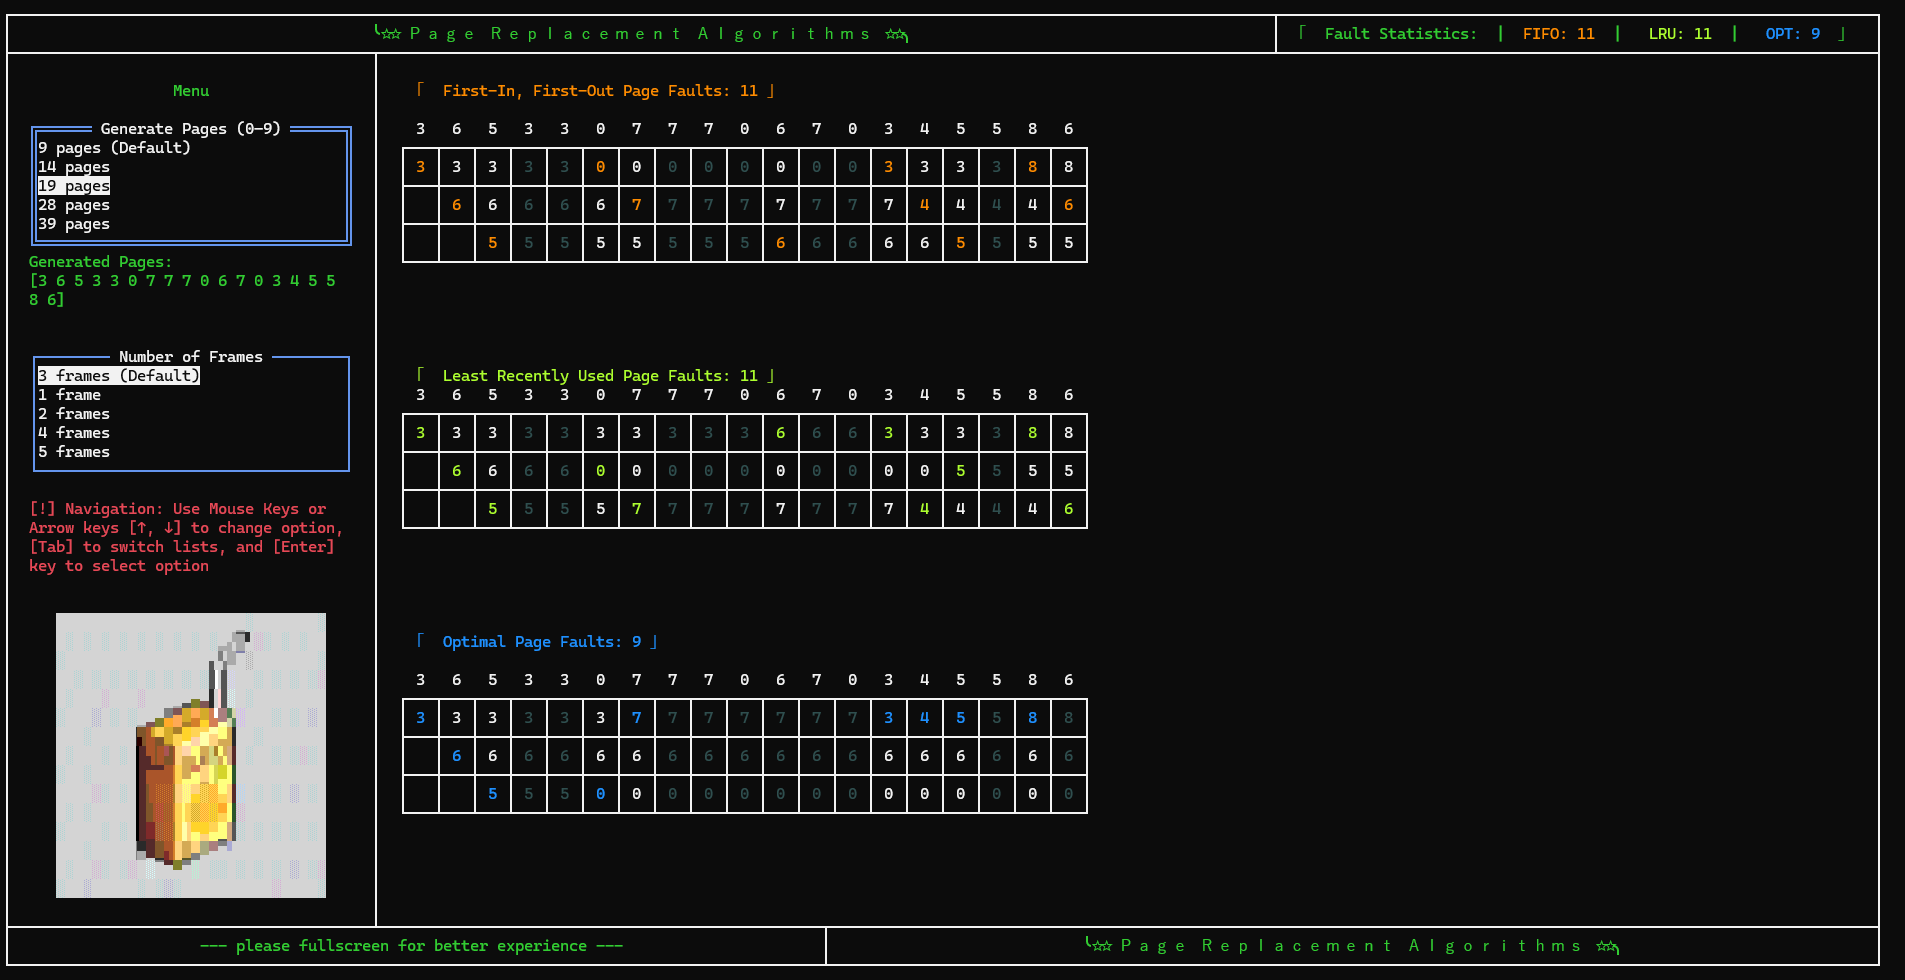 ╰☆☆ Page Replacement Algorithms ☆☆╮
「 Fault Statistics: | FIFO: 11 | LRU: 11 | OPT: 9 」
Menu
Generate Pages (0-9)
9 pages (Default)
14 pages
19 pages
28 pages
39 pages
Generated Pages:
[3 6 5 3 3 0 7 7 7 0 6 7 0 3 4 5 5
8 6]
Number of Frames
3 frames (Default)
1 frame
2 frames
4 frames
5 frames
[!] Navigation: Use Mouse Keys or
Arrow keys [↑, ↓] to change option,
[Tab] to switch lists, and [Enter]
key to select option
「 First-In, First-Out Page Faults: 11 」
3 6 5 3 3 0 7 7 7 0 6 7 0 3 4 5 5 8 6
3 3 3 3 3 0 0 0 0 0 0 0 0 3 3 3 3 8 8
6 6 6 6 6 7 7 7 7 7 7 7 7 4 4 4 4 6
5 5 5 5 5 5 5 5 6 6 6 6 6 5 5 5 5
「 Least Recently Used Page Faults: 11 」
3 6 5 3 3 0 7 7 7 0 6 7 0 3 4 5 5 8 6
3 3 3 3 3 3 3 3 3 3 6 6 6 3 3 3 3 8 8
6 6 6 6 0 0 0 0 0 0 0 0 0 0 5 5 5 5
5 5 5 5 7 7 7 7 7 7 7 7 4 4 4 4 6
「 Optimal Page Faults: 9 」
3 6 5 3 3 0 7 7 7 0 6 7 0 3 4 5 5 8 6
3 3 3 3 3 3 7 7 7 7 7 7 7 3 4 5 5 8 8
6 6 6 6 6 6 6 6 6 6 6 6 6 6 6 6 6 6
5 5 5 0 0 0 0 0 0 0 0 0 0 0 0 0 0
--- please fullscreen for better experience ---
╰☆☆ Page Replacement Algorithms ☆☆╮